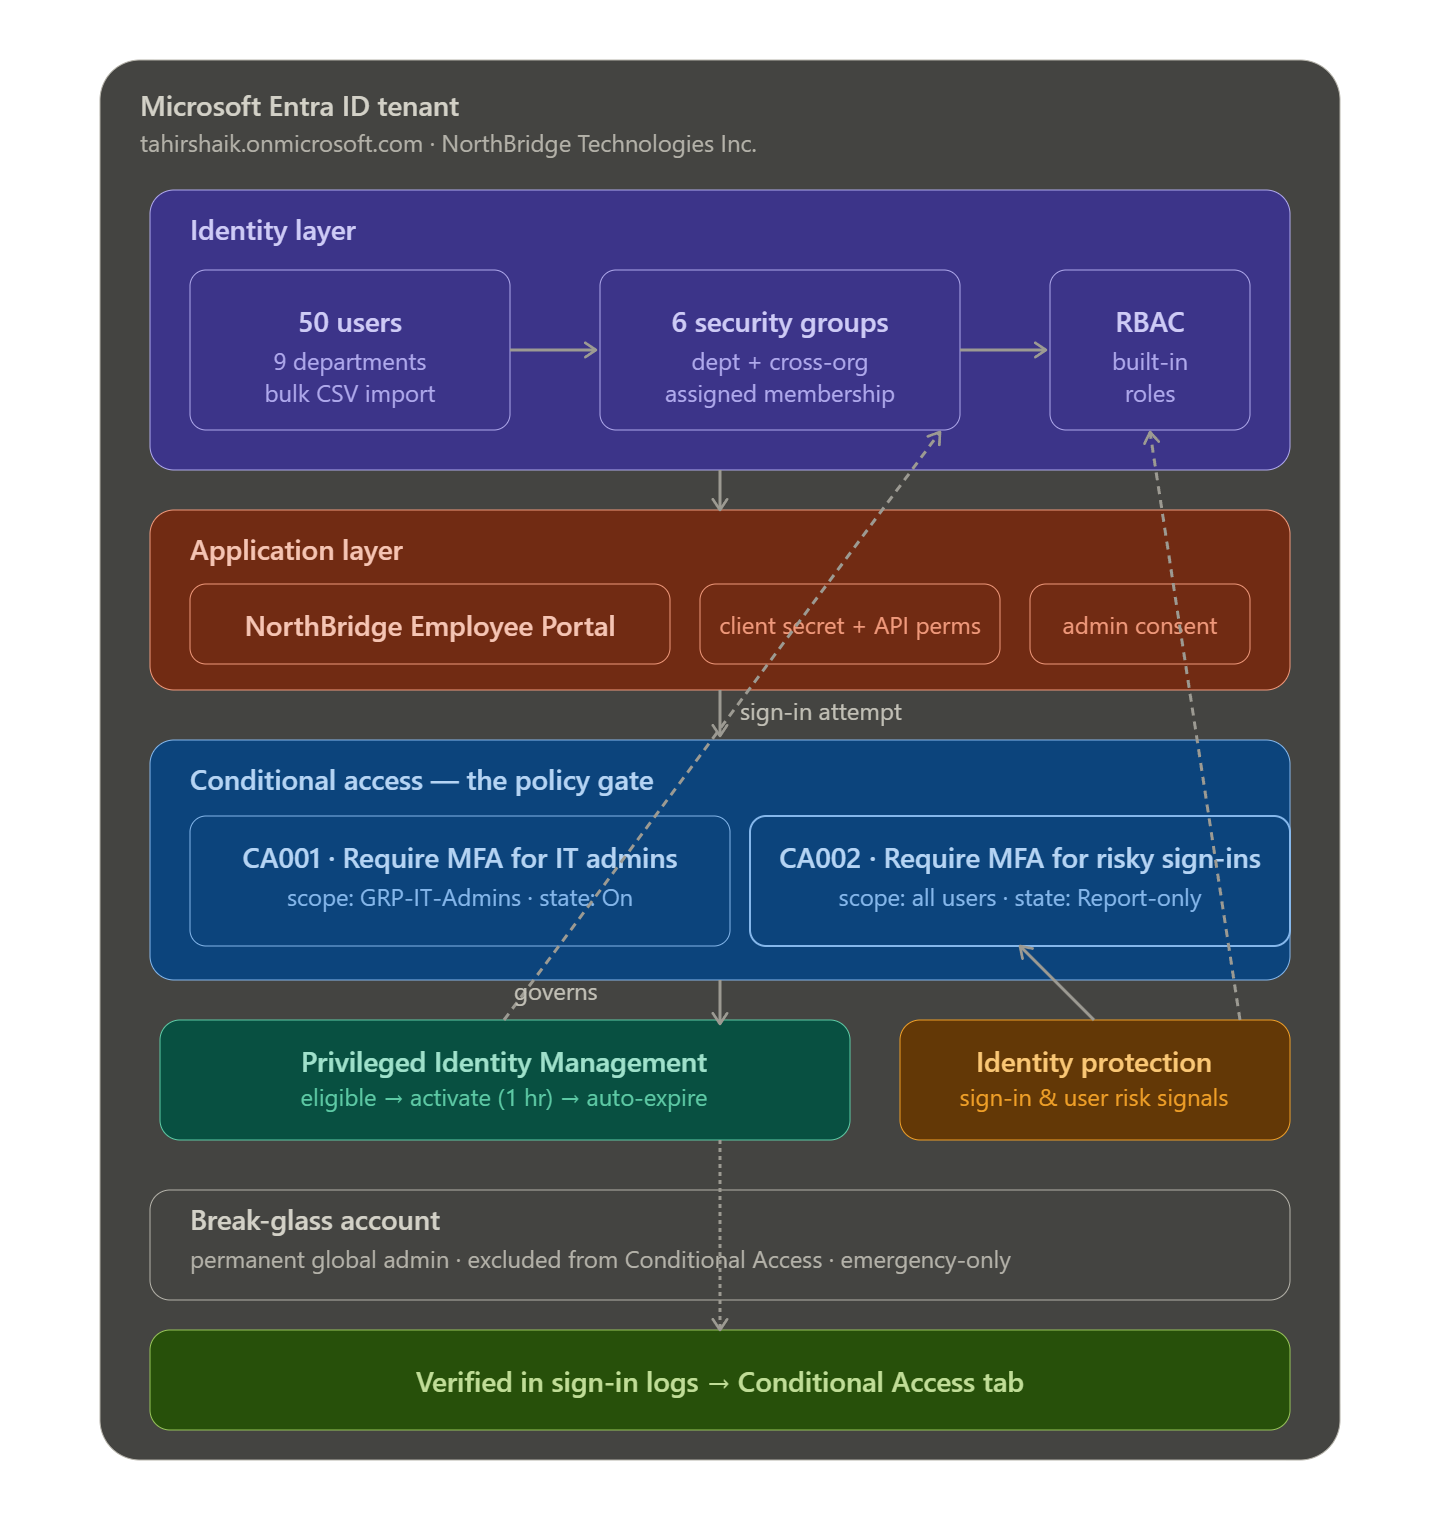 Microsoft Entra ID tenant
tahirshaik.onmicrosoft.com · NorthBridge Technologies Inc.
Identity layer
50 users
9 departments
bulk CSV import
6 security groups
dept + cross-org
assigned membership
RBAC
built-in
roles
Application layer
NorthBridge Employee Portal
client secret + API perms
admin consent
sign-in attempt
Conditional access — the policy gate
CA001 · Require MFA for IT admins
scope: GRP-IT-Admins · state: On
CA002 · Require MFA for risky sign-ins
scope: all users · state: Report-only
governs
Privileged Identity Management
eligible → activate (1 hr) → auto-expire
Identity protection
sign-in & user risk signals
Break-glass account
permanent global admin · excluded from Conditional Access · emergency-only
Verified in sign-in logs → Conditional Access tab